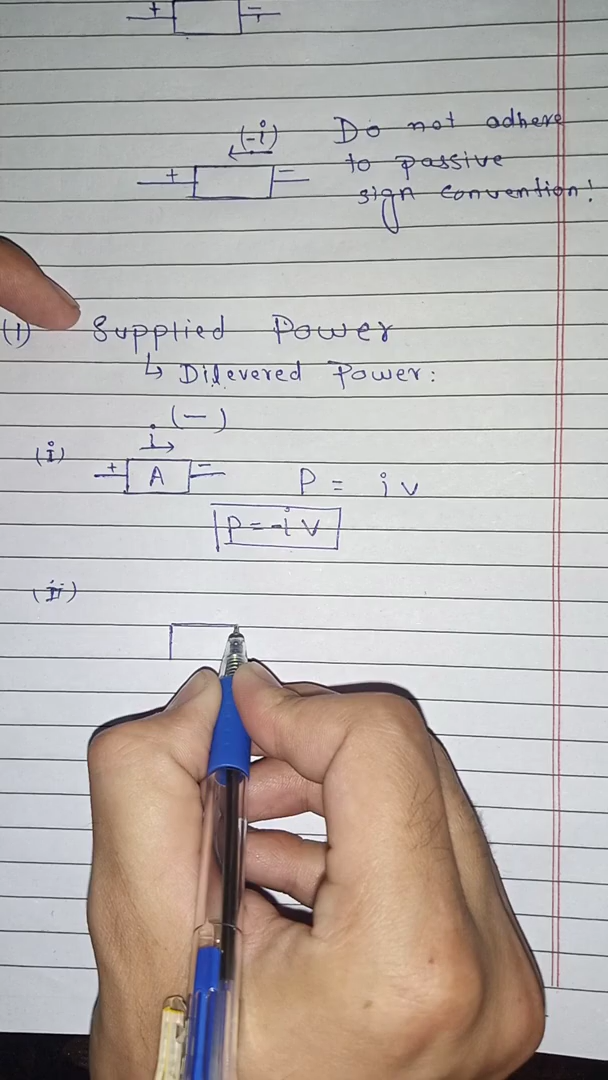 + -
(-i) Do not adhere
+ - to passive
sign convention!
(1) Supplied Power
↳ Dilevered Power:
(-)
i →
(i) + A - P = iv
P = -iv
(ii)